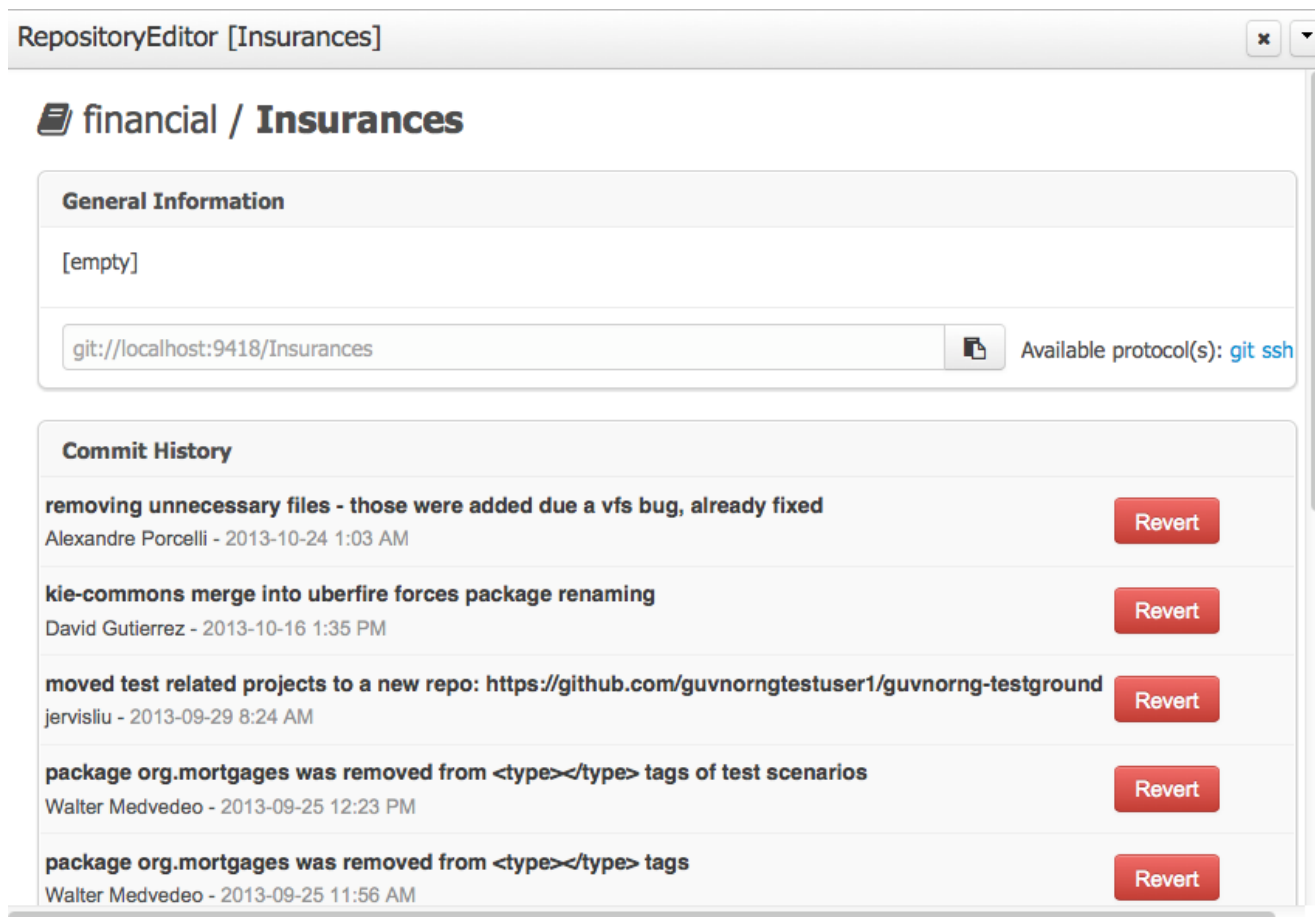 RepositoryEditor [Insurances]
financial / Insurances
General Information
[empty]
git://localhost:9418/Insurances
Available protocol(s): git ssh
Commit History
removing unnecessary files - those were added due a vfs bug, already fixed
Alexandre Porcelli - 2013-10-24 1:03 AM
Revert
kie-commons merge into uberfire forces package renaming
David Gutierrez - 2013-10-16 1:35 PM
Revert
moved test related projects to a new repo: https://github.com/guvnorngtestuser1/guvnorng-testground
jervisliu - 2013-09-29 8:24 AM
Revert
package org.mortgages was removed from <type></type> tags of test scenarios
Walter Medvedeo - 2013-09-25 12:23 PM
Revert
package org.mortgages was removed from <type></type> tags
Walter Medvedeo - 2013-09-25 11:56 AM
Revert